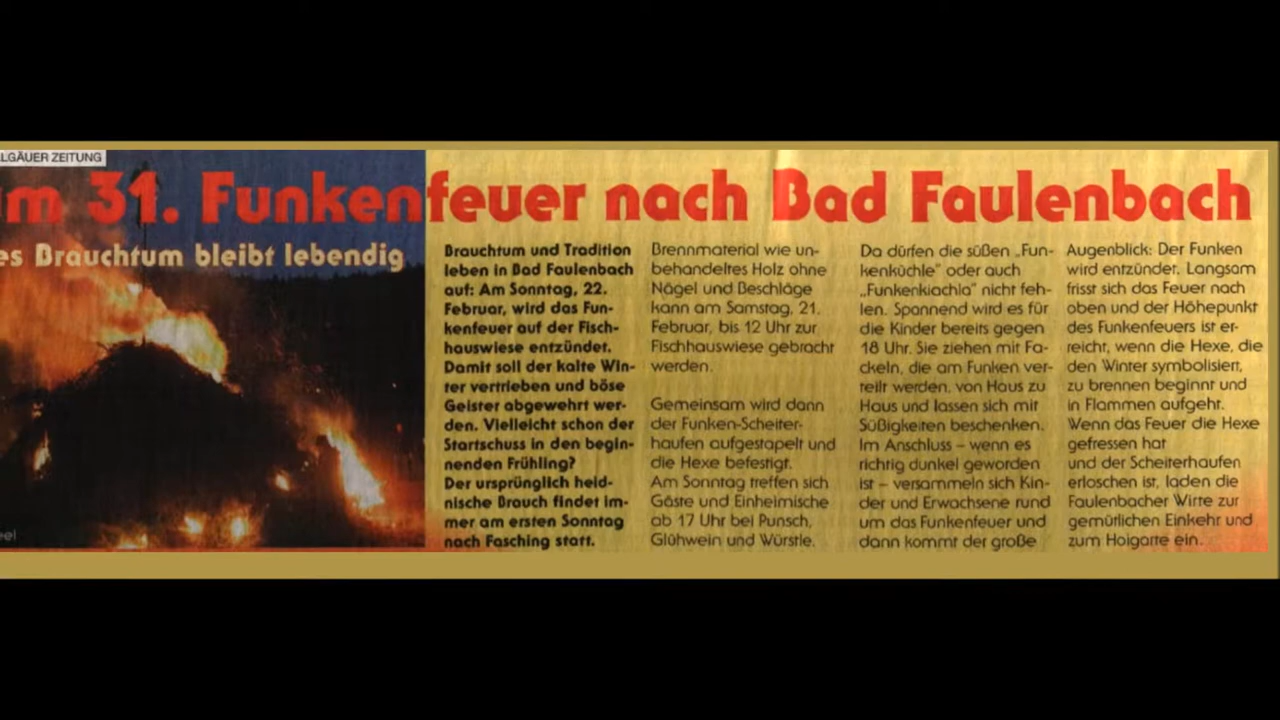 LGÄUER ZEITUNG
um 31. Funkenfeuer nach Bad Faulenbach
es Brauchtum bleibt lebendig
Brauchtum und Tradition
leben in Bad Faulenbach
auf: Am Sonntag, 22.
Februar, wird das Fun-
kenfeuer auf der Fisch-
hauswiese entzündet.
Damit soll der kalte Win-
ter vertrieben und böse
Geister abgewehrt wer-
den. Vielleicht schon der
Startschuss in den begin-
nenden Frühling?
Der ursprünglich heid-
nische Brauch findet im-
mer am ersten Sonntag
nach Fasching statt.
Brennmaterial wie un-
behandeltes Holz ohne
Nägel und Beschläge
kann am Samstag, 21.
Februar, bis 12 Uhr zur
Fischhauswiese gebracht
werden.
Gemeinsam wird dann
der Funken-Scheiter-
haufen aufgestapelt und
die Hexe befestigt.
Am Sonntag treffen sich
Gäste und Einheimische
ab 17 Uhr bei Punsch,
Glühwein und Würstle.
Da dürfen die süßen „Fun-
kenküchle" oder auch
„Funkenkiachla" nicht feh-
len. Spannend wird es für
die Kinder bereits gegen
18 Uhr. Sie ziehen mit Fa-
ckeln, die am Funken ver-
teilt werden, von Haus zu
Haus und lassen sich mit
Süßigkeiten beschenken.
Im Anschluss – wenn es
richtig dunkel geworden
ist – versammeln sich Kin-
der und Erwachsene rund
um das Funkenfeuer und
dann kommt der große
Augenblick: Der Funken
wird entzündet. Langsam
frisst sich das Feuer nach
oben und der Höhepunkt
des Funkenfeuers ist er-
reicht, wenn die Hexe, die
den Winter symbolisiert,
zu brennen beginnt und
in Flammen aufgeht.
Wenn das Feuer die Hexe
gefressen hat
und der Scheiterhaufen
erloschen ist, laden die
Faulenbacher Wirte zur
gemütlichen Einkehr und
zum Hoigarte ein.